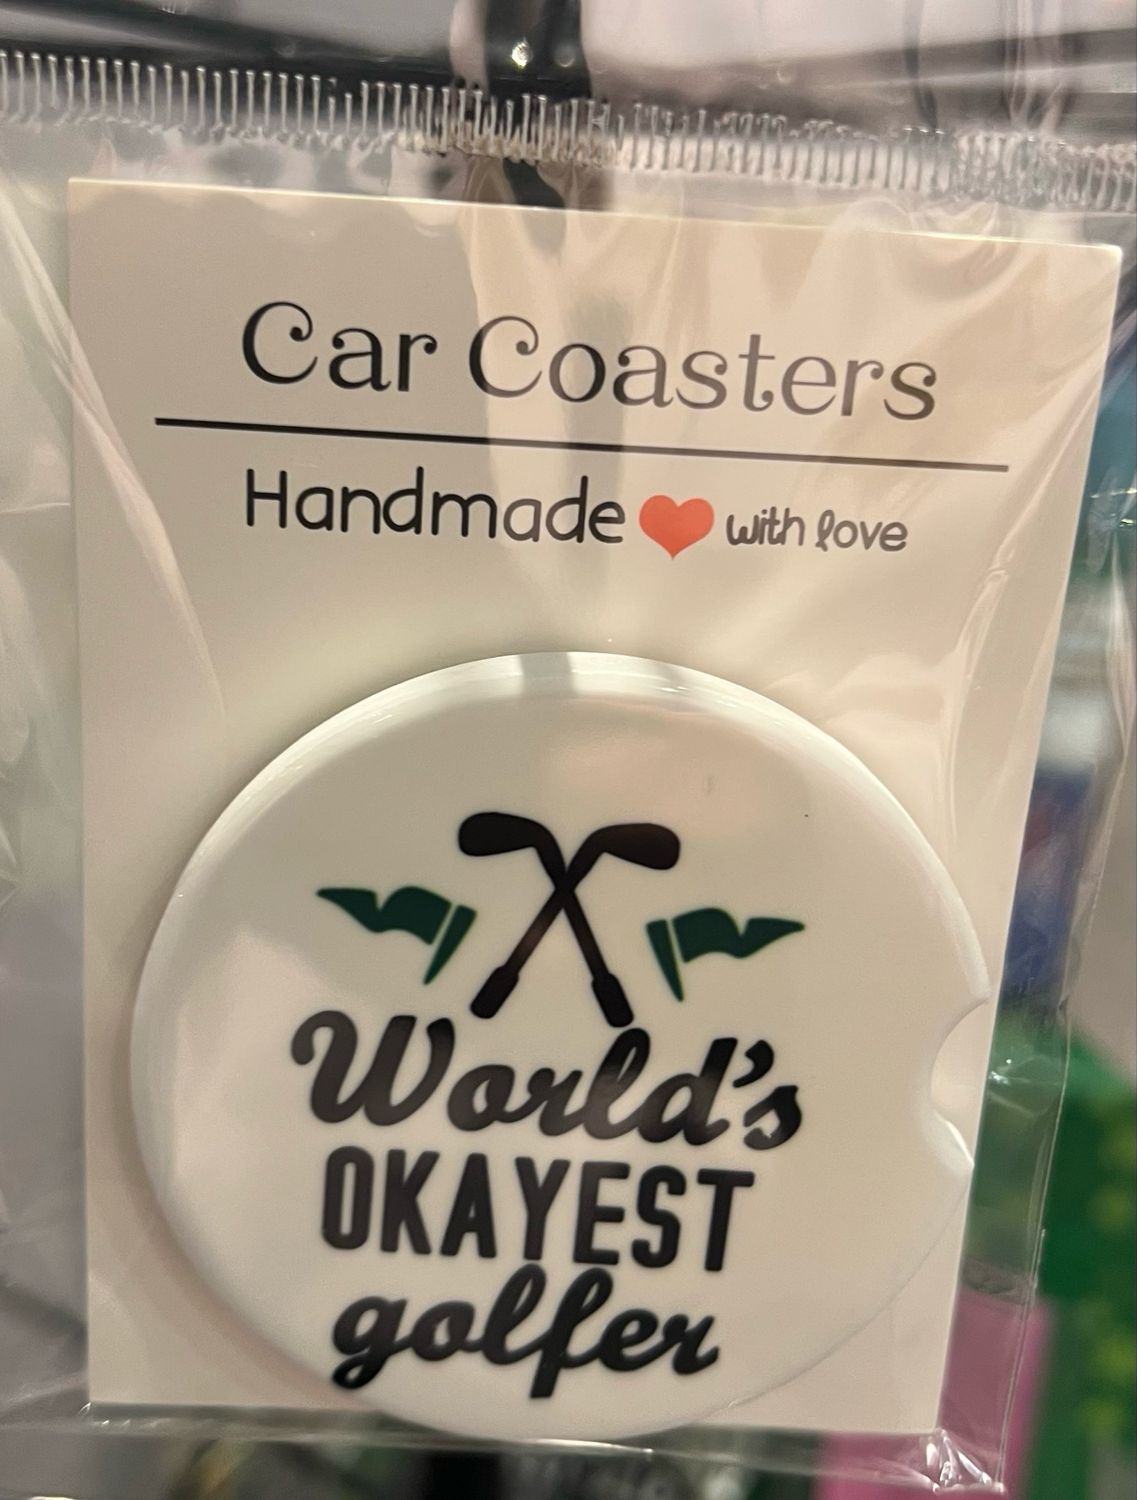 Car Coasters
Handmade with love
World's
OKAYEST
golfer